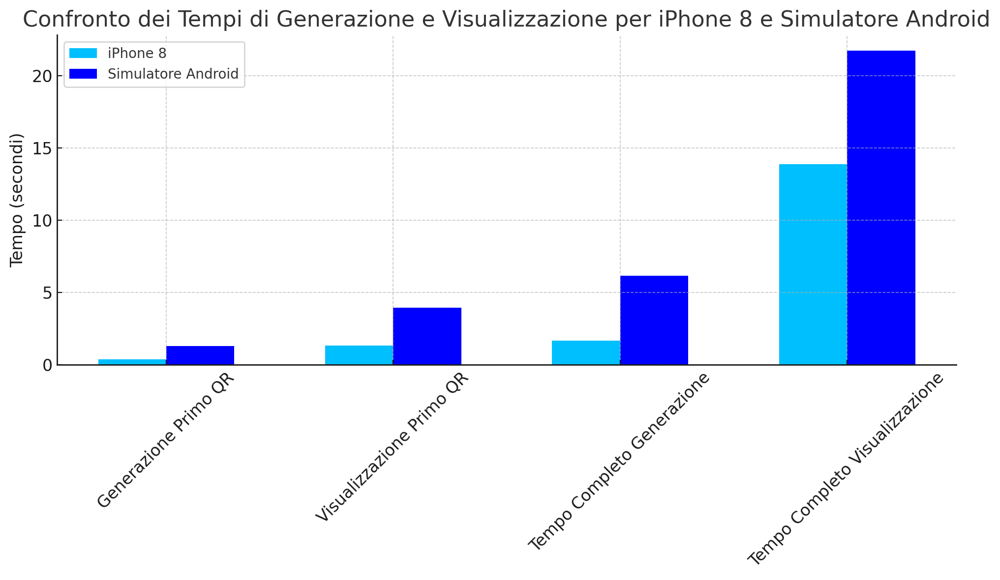 Confronto dei Tempi di Generazione e Visualizzazione per iPhone 8 e Simulatore Android
iPhone 8
Simulatore Android
Tempo (secondi)
20
15
10
5
0
Generazione Primo QR
Visualizzazione Primo QR
Tempo Completo Generazione
Tempo Completo Visualizzazione